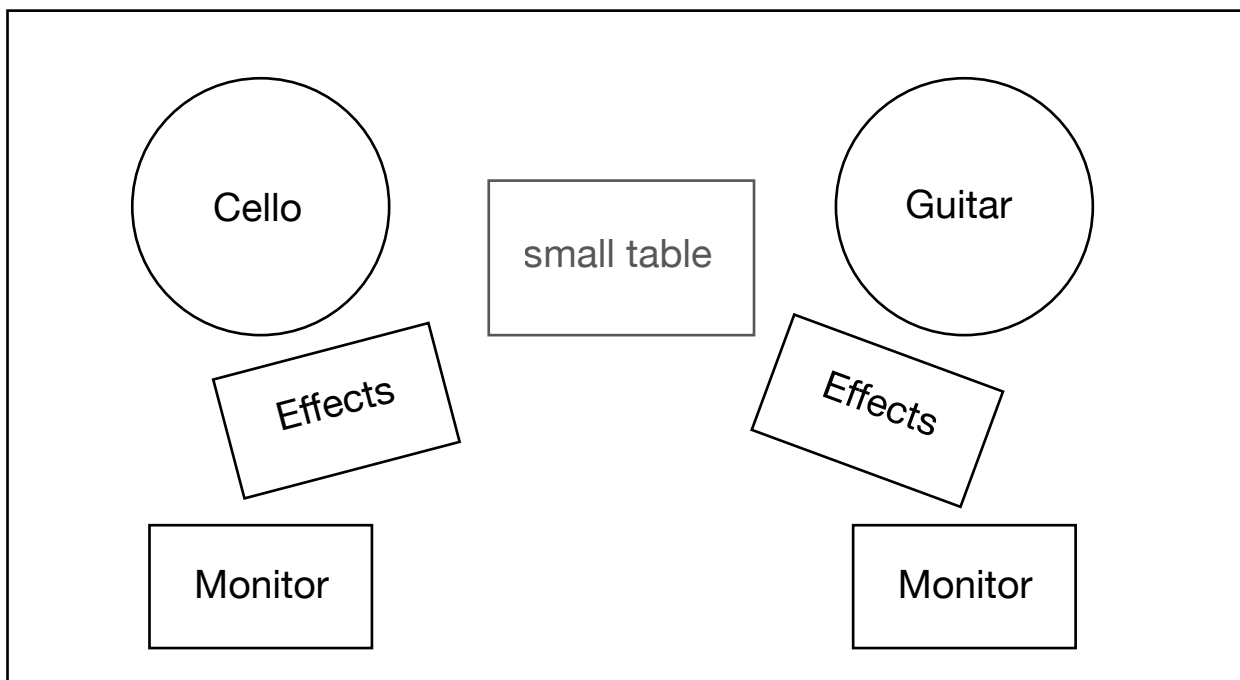 Cello
Guitar
small table
Effects
Effects
Monitor
Monitor